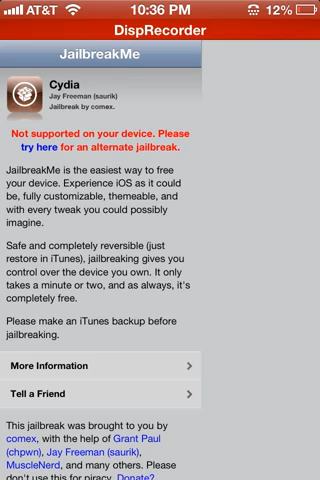 AT&T 10:36 PM 12%
DispRecorder
JailbreakMe
Cydia
Jay Freeman (saurik)
Jailbreak by comex.
Not supported on your device. Please
try here for an alternate jailbreak.
JailbreakMe is the easiest way to free
your device. Experience iOS as it could
be, fully customizable, themeable, and
with every tweak you could possibly
imagine.
Safe and completely reversible (just
restore in iTunes), jailbreaking gives you
control over the device you own. It only
takes a minute or two, and as always, it's
completely free.
Please make an iTunes backup before
jailbreaking.
More Information
Tell a Friend
This jailbreak was brought to you by
comex, with the help of Grant Paul
(chpwn), Jay Freeman (saurik),
MuscleNerd, and many others. Please
don't use this for piracy. Donate?